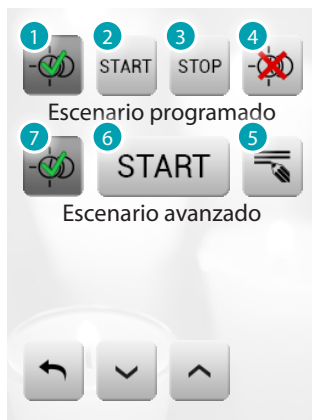 1 2 3 4
START STOP
Escenario programado
7 6 5
START
Escenario avanzado